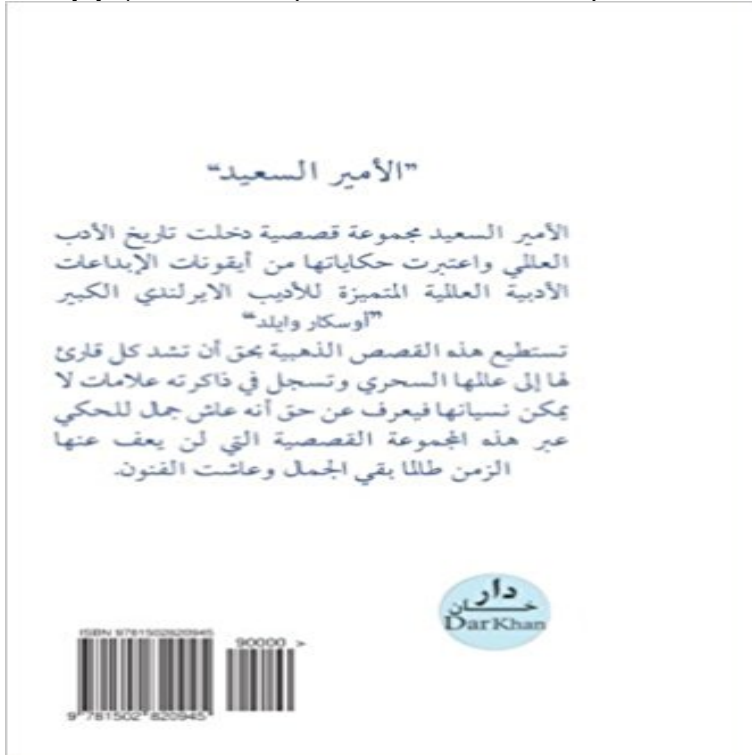 "الأمير السعيد"
الأمير السعيد مجموعة قصصية دخلت تاريخ الأدب
العالمي واعتبرت حكاياتها من أيقونات الإبداعات
الأدبية العالمية المتميزة للأديب الايرلندي الكبير
"أوسكار وايلد"
تستطيع هذه القصص الذهبية بحق أن تشد كل قارئ
لها إلى عالمها السحري وتسجل في ذاكرته علامات لا
يمكن نسيانها فيعرف عن حق أنه عاش جمال للحكي
عبر هذه المجموعة القصصية التي لن يعف عنها
الزمن طالما بقي الجمال وعاشت الفنون.
دار
خان
DarKhan
ISBN 9781502820945
90000 >
9 781502 820945